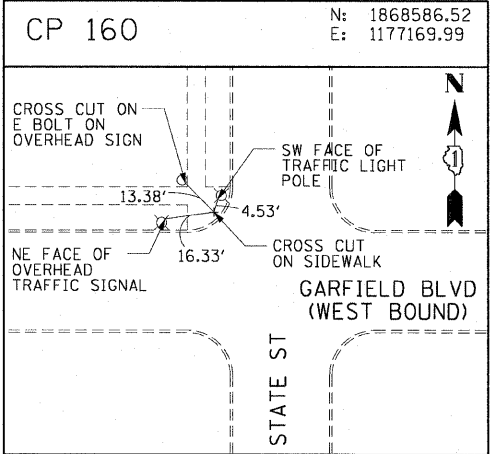 CP 160
N: 1868586.52
E: 1177169.99
N
1
CROSS CUT ON
E BOLT ON
OVERHEAD SIGN
SW FACE OF
TRAFFIC LIGHT
POLE
13.38'
4.53'
16.33'
NE FACE OF
OVERHEAD
TRAFFIC SIGNAL
CROSS CUT
ON SIDEWALK
GARFIELD BLVD
(WEST BOUND)
STATE ST